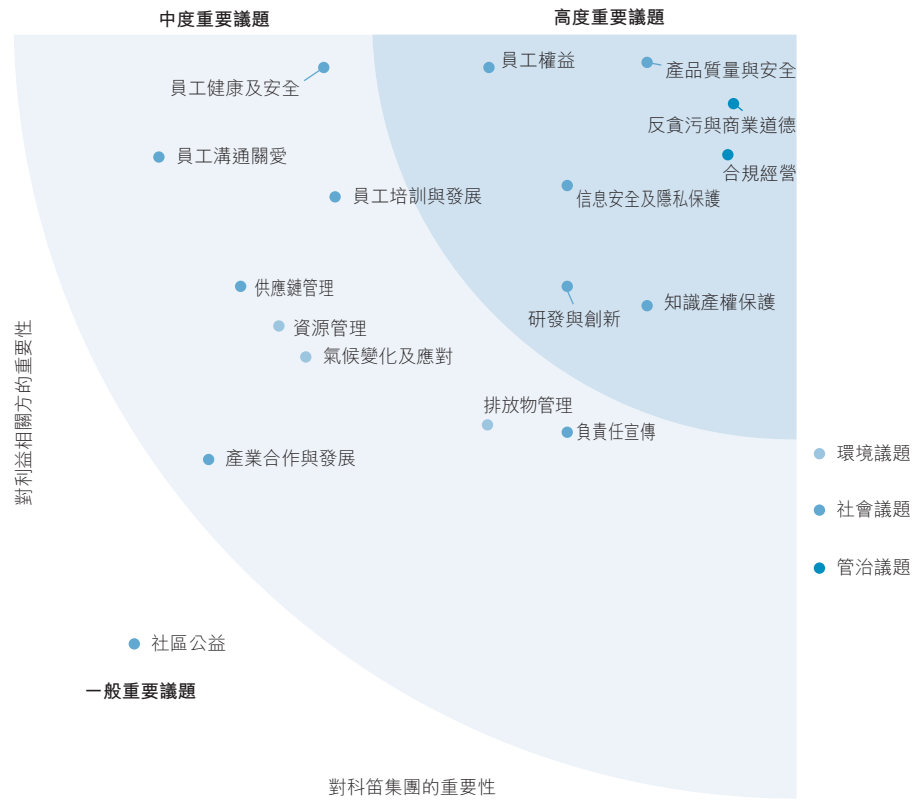 中度重要議題
高度重要議題
員工權益
產品質量與安全
員工健康及安全
反貪污與商業道德
員工溝通關愛
合規經營
員工培訓與發展
信息安全及隱私保護
供應鏈管理
知識產權保護
研發與創新
資源管理
氣候變化及應對
排放物管理
負責任宣傳
產業合作與發展
社區公益
一般重要議題
對利益相關方的重要性
對科笛集團的重要性
環境議題
社會議題
管治議題